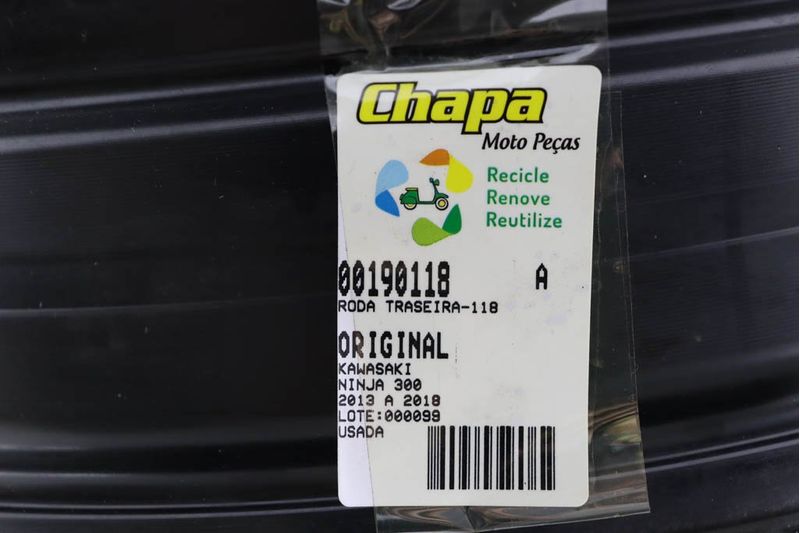 Chapa
Moto Peças
Recicle
Renove
Reutilize
00190118 A
RODA TRASEIRA-118
ORIGINAL
KAWASAKI
NINJA 300
2013 A 2018
LOTE:000099
USADA